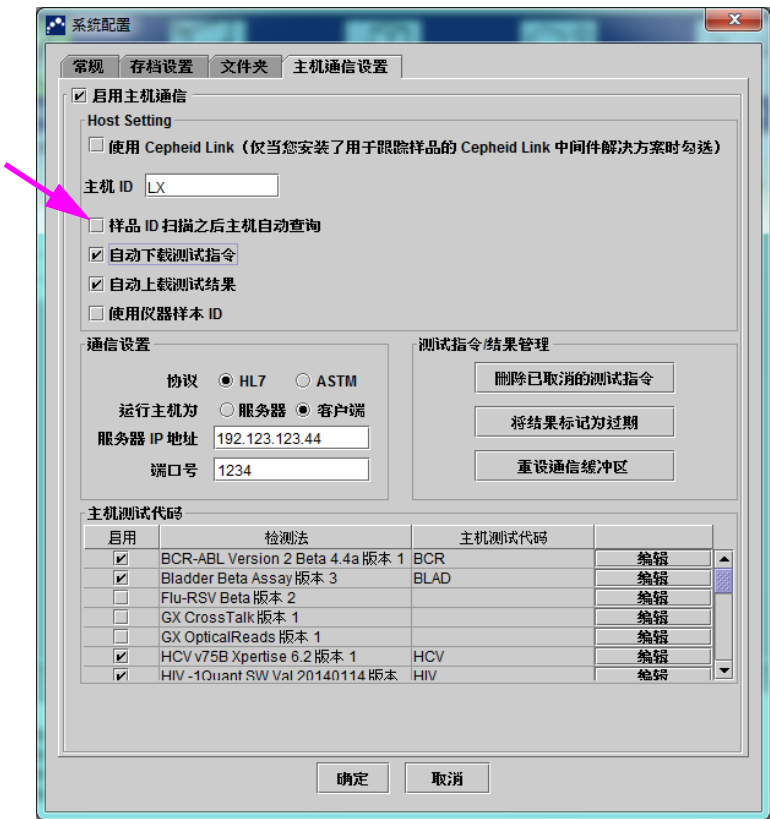 系统配置
常规 存档设置 文件夹 主机通信设置
启用主机通信
Host Setting
使用 Cepheid Link（仅当您安装了用于跟踪样品的 Cepheid Link 中间件解决方案时勾选）
主机 ID LX
样品 ID 扫描之后主机自动查询
自动下载测试指令
自动上载测试结果
使用仪器样本 ID
通信设置
协议 HL7 ASTM
运行主机为 服务器 客户端
服务器 IP 地址 192.123.123.44
端口号 1234
测试指令/结果管理
删除已取消的测试指令
将结果标记为过期
重设通信缓冲区
主机测试代码
启用 检测法 主机测试代码
BCR-ABL Version 2 Beta 4.4a 版本 1 BCR 编辑
Bladder Beta Assay 版本 3 BLAD 编辑
Flu-RSV Beta 版本 2 编辑
GX CrossTalk 版本 1 编辑
GX OpticalReads 版本 1 编辑
HCV v75B Xpertise 6.2 版本 1 HCV 编辑
HIV -1Quant SW Val 20140114 版本 HIV 编辑
确定 取消